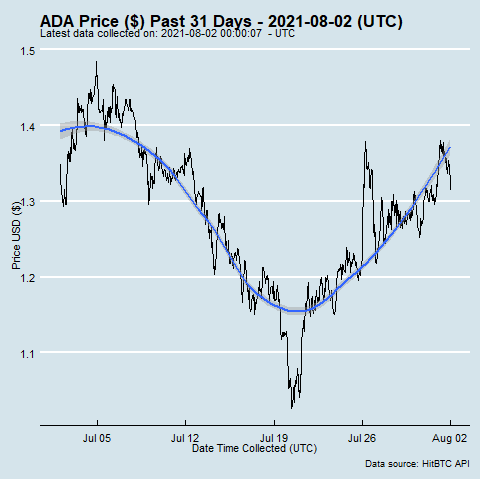 ADA Price ($) Past 31 Days - 2021-08-02 (UTC)
Latest data collected on: 2021-08-02 00:00:07 - UTC
1.5
1.4
1.3
1.2
1.1
Price USD ($)
Jul 05 Jul 12 Jul 19 Jul 26 Aug 02
Date Time Collected (UTC)
Data source: HitBTC API